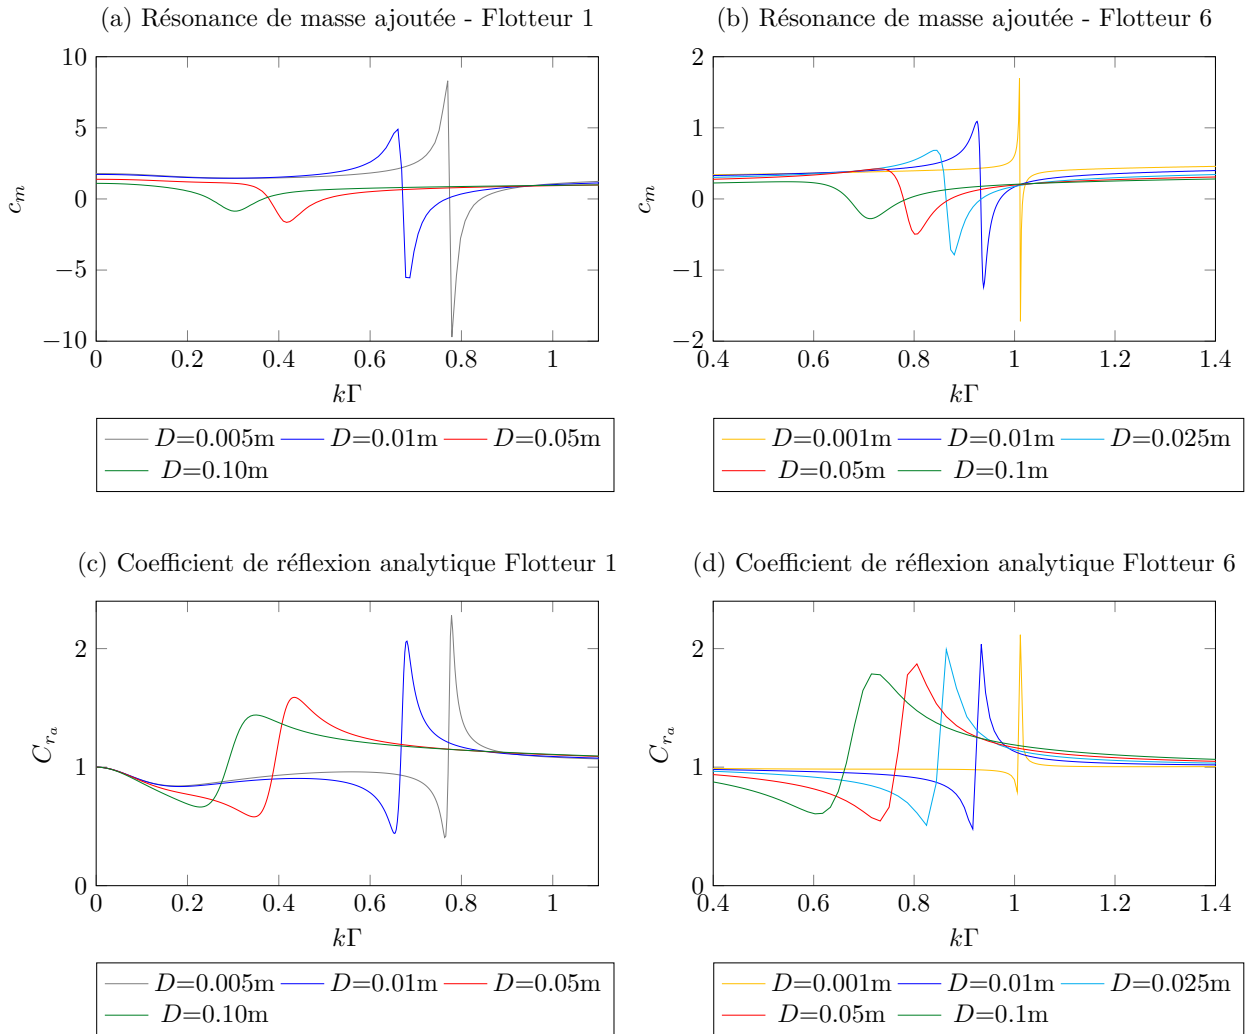 (a) Résonance de masse ajoutée - Flotteur 1
10
5
0
−5
−10
c_m
0 0.2 0.4 0.6 0.8 1
kΓ
D=0.005m D=0.01m D=0.05m
D=0.10m
(b) Résonance de masse ajoutée - Flotteur 6
2
1
0
−1
−2
c_m
0.4 0.6 0.8 1 1.2 1.4
kΓ
D=0.001m D=0.01m D=0.025m
D=0.05m D=0.1m
(c) Coefficient de réflexion analytique Flotteur 1
2
1
0
C_{r_a}
0 0.2 0.4 0.6 0.8 1
kΓ
D=0.005m D=0.01m D=0.05m
D=0.10m
(d) Coefficient de réflexion analytique Flotteur 6
2
1
0
C_{r_a}
0.4 0.6 0.8 1 1.2 1.4
kΓ
D=0.001m D=0.01m D=0.025m
D=0.05m D=0.1m